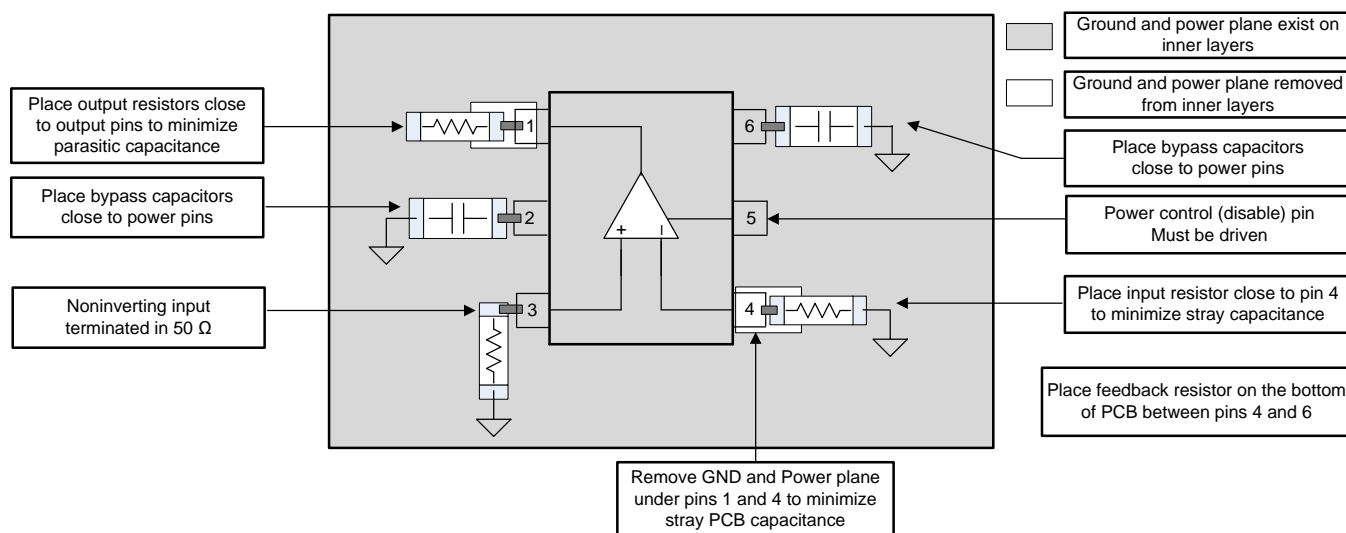 Ground and power plane exist on
inner layers
Ground and power plane removed
from inner layers
Place output resistors close
to output pins to minimize
parasitic capacitance
Place bypass capacitors
close to power pins
Noninverting input
terminated in 50 Ω
1
2
3
+
−
6
5
4
Place bypass capacitors
close to power pins
Power control (disable) pin
Must be driven
Place input resistor close to pin 4
to minimize stray capacitance
Place feedback resistor on the bottom
of PCB between pins 4 and 6
Remove GND and Power plane
under pins 1 and 4 to minimize
stray PCB capacitance